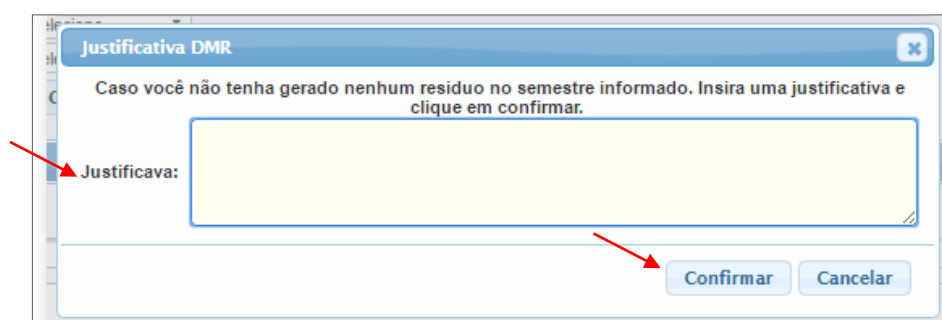 Justificativa DMR
Caso você não tenha gerado nenhum residuo no semestre informado. Insira uma justificativa e
clique em confirmar.
Justificava:
Confirmar Cancelar